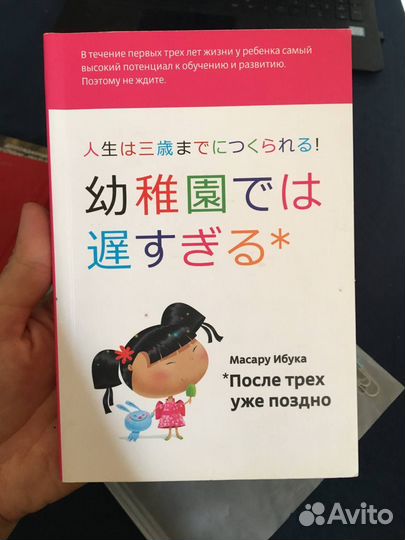 В течение первых трех лет жизни у ребенка самый
высокий потенциал к обучению и развитию.
Поэтому не ждите.
人生は三歳までにつくられる!
幼稚園では
遅すぎる*
Масару Ибука
*После трех
уже поздно
Avito